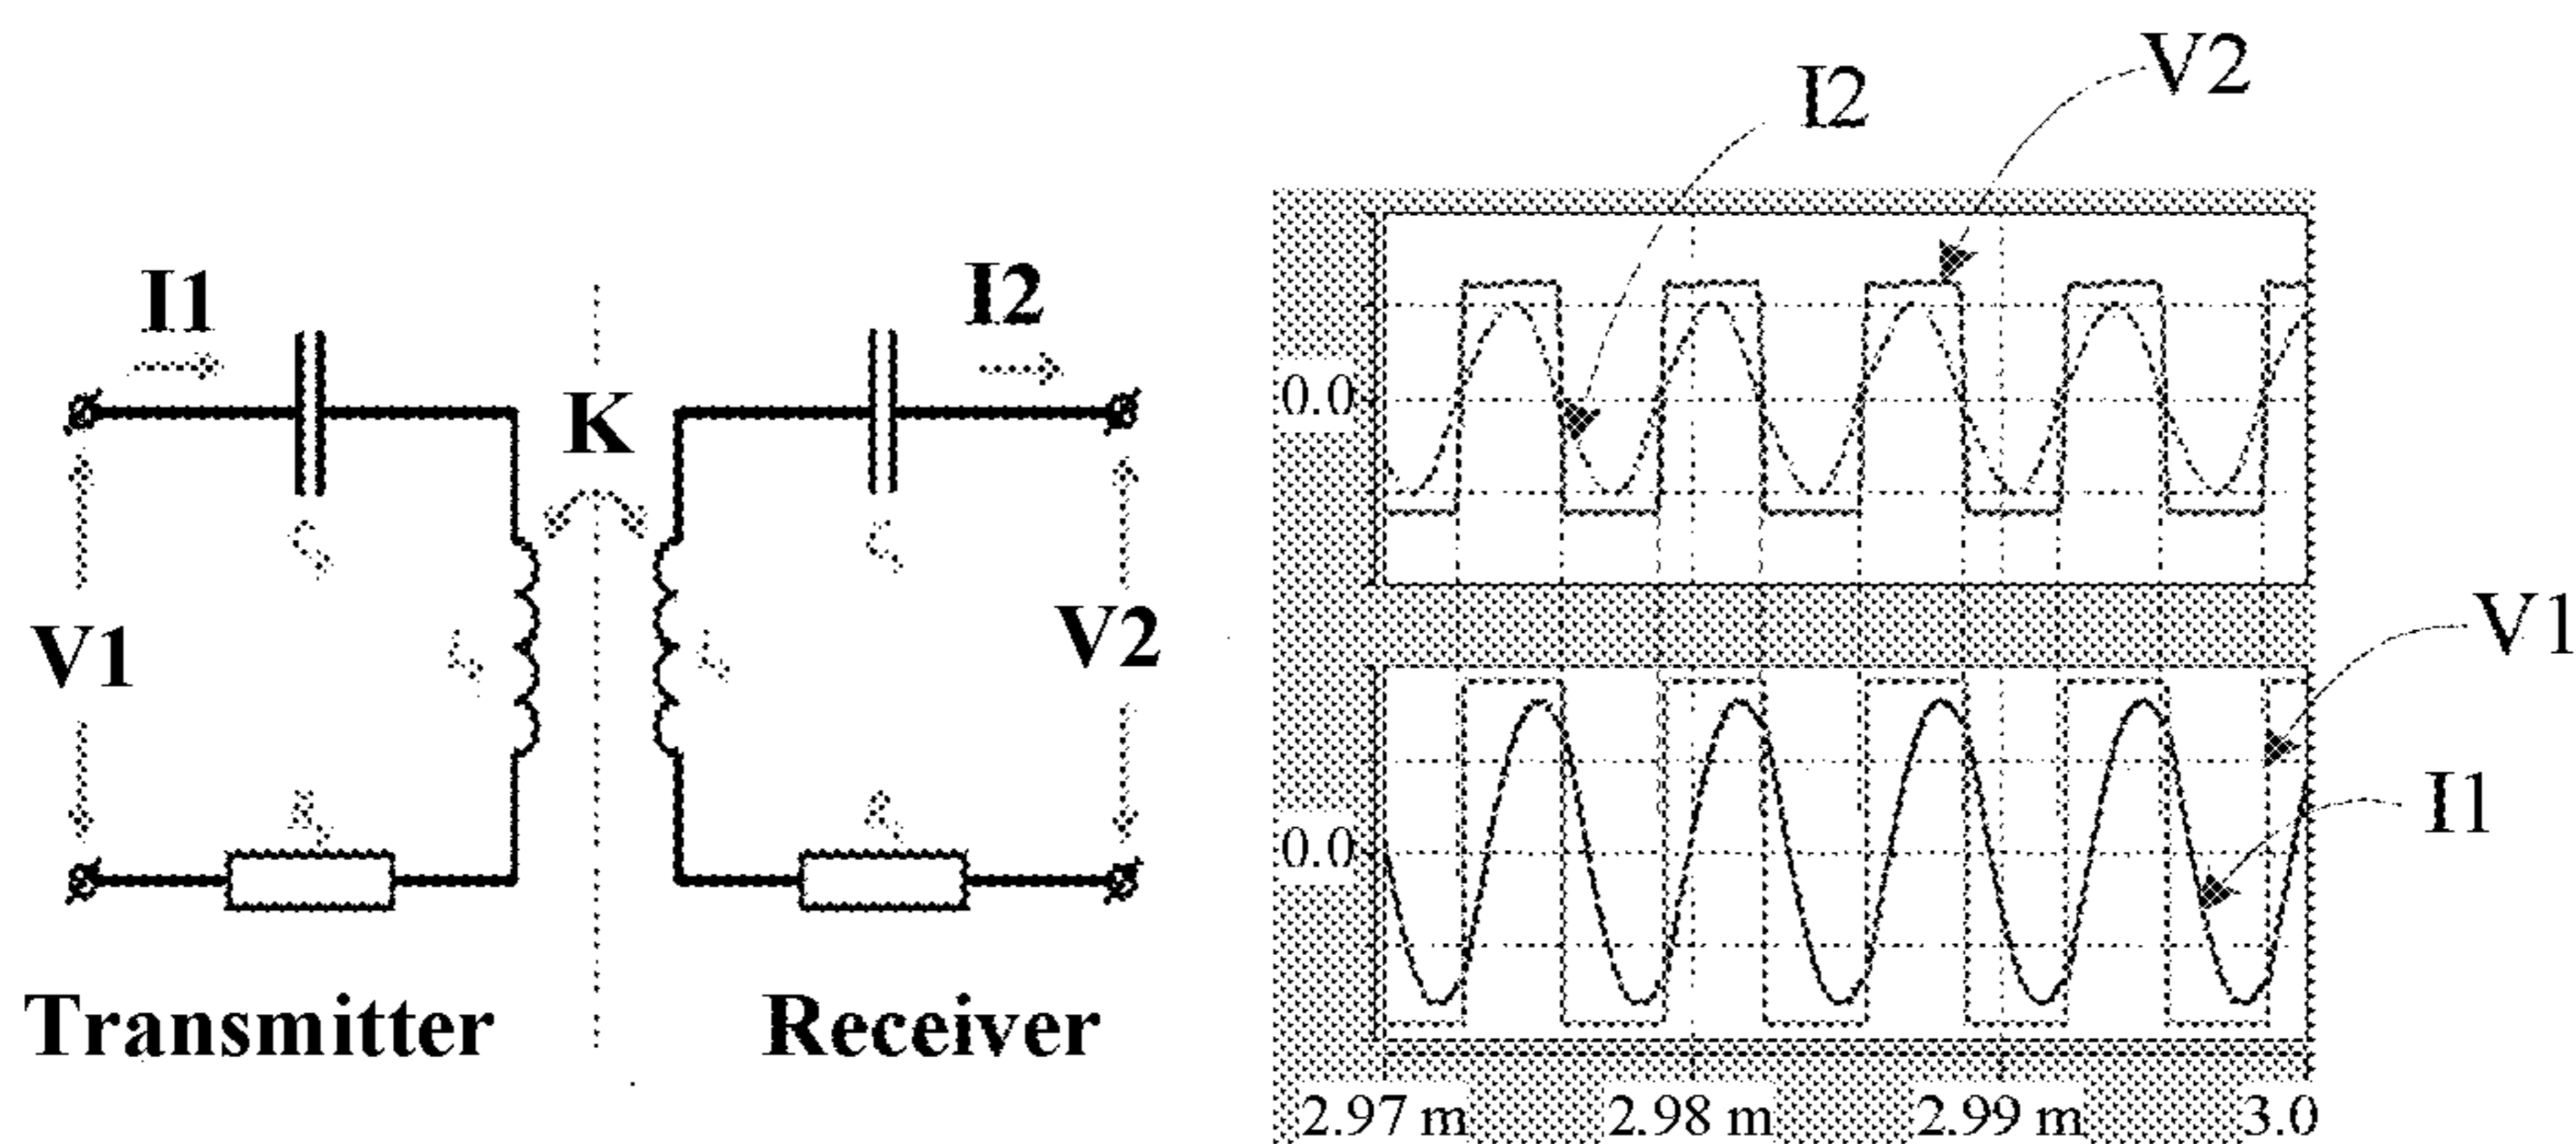 I1
I2
K
V1
V2
Transmitter
Receiver
I2
V2
0.0
V1
0.0
I1
2.97 m
2.98 m
2.99 m
3.0